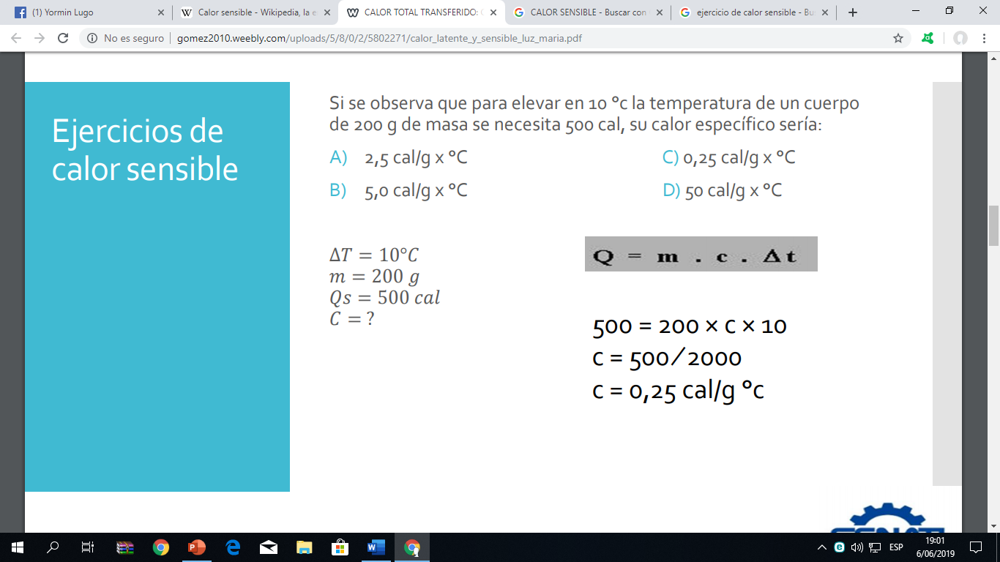 (1) Yormin Lugo
Calor sensible - Wikipedia, la e
CALOR TOTAL TRANSFERIDO: C
CALOR SENSIBLE - Buscar con
ejercicio de calor sensible - Bu
No es seguro | gomez2010.weebly.com/uploads/5/8/0/2/5802271/calor_latente_y_sensible_luz_maria.pdf
Ejercicios de
calor sensible
Si se observa que para elevar en 10 °c la temperatura de un cuerpo
de 200 g de masa se necesita 500 cal, su calor específico sería:
A) 2,5 cal/g x °C
C) 0,25 cal/g x °C
B) 5,0 cal/g x °C
D) 50 cal/g x °C
ΔT = 10°C
m = 200 g
Qs = 500 cal
C = ?
Q = m . c . Δt
500 = 200 × c × 10
c = 500/2000
c = 0,25 cal/g °c
ESP
19:01
6/06/2019